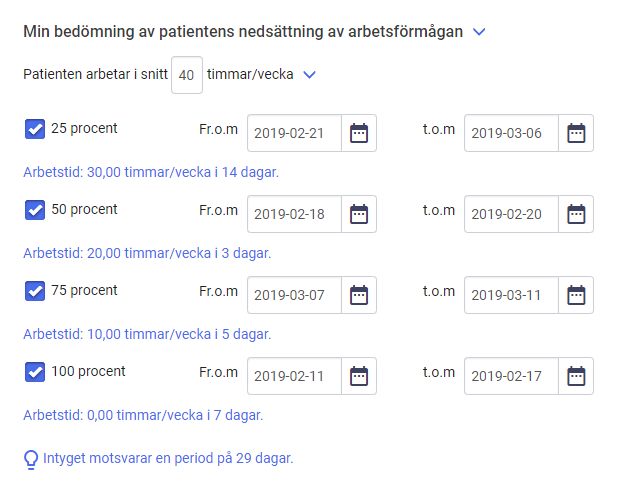 Min bedömning av patientens nedsättning av arbetsförmågan
Patienten arbetar i snitt 40 timmar/vecka
25 procent Fr.o.m 2019-02-21 t.o.m 2019-03-06
Arbetstid: 30,00 timmar/vecka i 14 dagar.
50 procent Fr.o.m 2019-02-18 t.o.m 2019-02-20
Arbetstid: 20,00 timmar/vecka i 3 dagar.
75 procent Fr.o.m 2019-03-07 t.o.m 2019-03-11
Arbetstid: 10,00 timmar/vecka i 5 dagar.
100 procent Fr.o.m 2019-02-11 t.o.m 2019-02-17
Arbetstid: 0,00 timmar/vecka i 7 dagar.
Intyget motsvarar en period på 29 dagar.